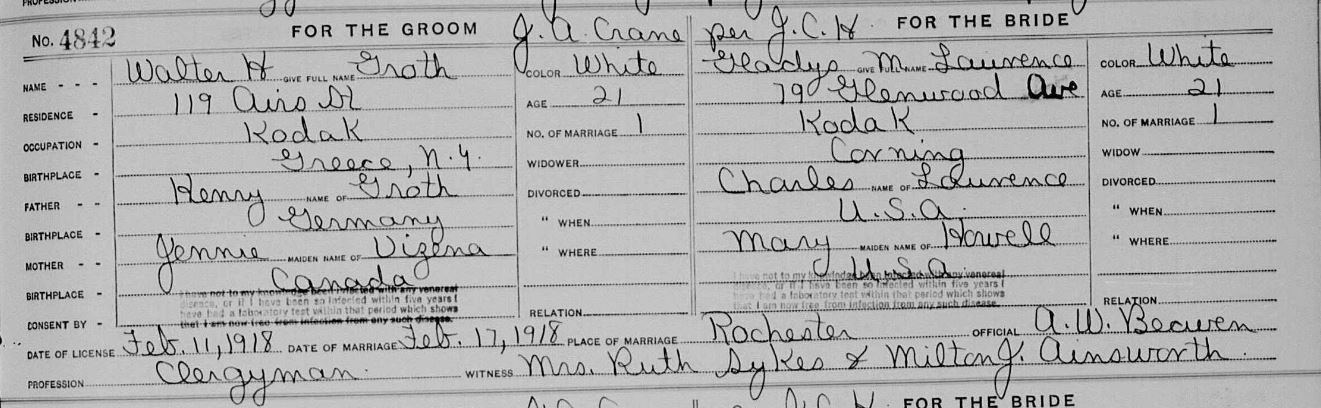 No. 4842 FOR THE GROOM J. A. Crane per J. C. H. FOR THE BRIDE
NAME - - - Walter H GIVE FULL NAME Groth COLOR White Gladys GIVE FULL NAME M Laurence COLOR White
RESIDENCE - 119 St AGE 21 79 Glenwood Ave AGE 21
OCCUPATION - Kodak NO. OF MARRIAGE 1 Kodak NO. OF MARRIAGE 1
BIRTHPLACE - Greece, N.Y. WIDOWER Corning WIDOW
FATHER - - Henry NAME OF Groth DIVORCED Charles NAME OF Laurence DIVORCED
BIRTHPLACE - Germany " WHEN U.S.A. " WHEN
MOTHER - - Jennie MAIDEN NAME OF Vizena " WHERE Mary MAIDEN NAME OF Howell " WHERE
BIRTHPLACE - Canada U.S.A.
I have not to my knowledge been infected with any venereal I have not to my knowledge been infected with any venereal
disease, or if I have been so infected within five years I disease, or if I have been so infected within five years I
have had a laboratory test within that period which shows have had a laboratory test within that period which shows
CONSENT BY - that I am now free from infection from any such disease. RELATION that I am now free from infection from any such disease. RELATION
DATE OF LICENSE Feb. 11, 1918 DATE OF MARRIAGE Feb. 17, 1918 PLACE OF MARRIAGE Rochester OFFICIAL A. W. Beaven
PROFESSION Clergyman WITNESS Mrs. Ruth Sykes & Milton J. Ainsworth
FOR THE BRIDE